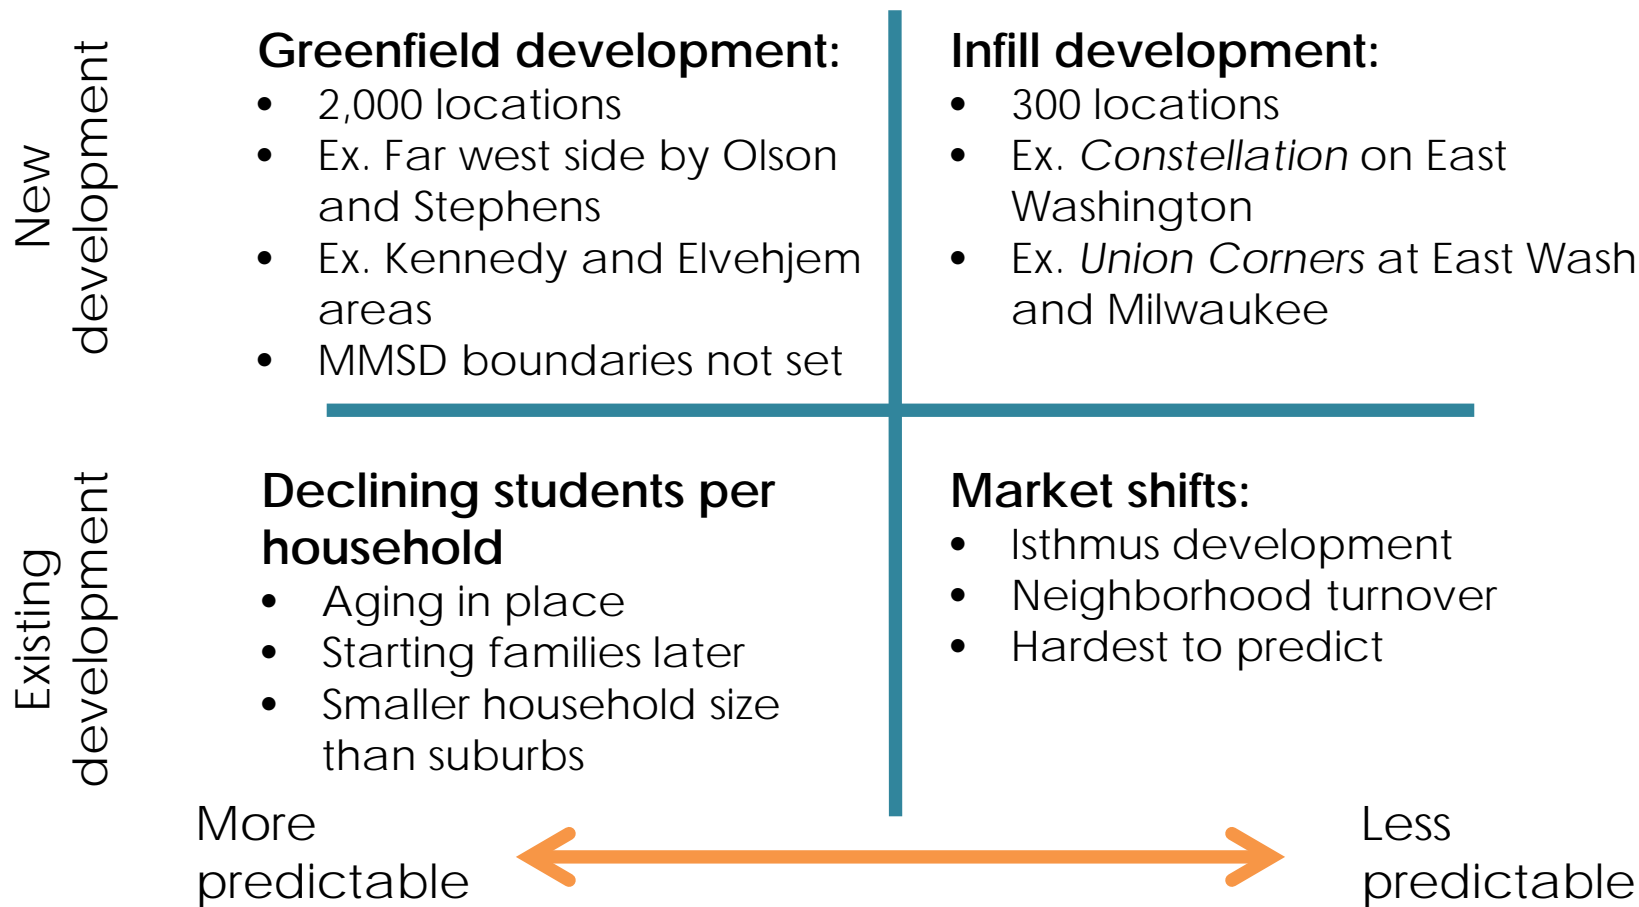 New
development
Greenfield development:
• 2,000 locations
• Ex. Far west side by Olson
and Stephens
• Ex. Kennedy and Elvehjem
areas
• MMSD boundaries not set
Infill development:
• 300 locations
• Ex. Constellation on East
Washington
• Ex. Union Corners at East Wash
and Milwaukee
Existing
development
Declining students per
household
• Aging in place
• Starting families later
• Smaller household size
than suburbs
Market shifts:
• Isthmus development
• Neighborhood turnover
• Hardest to predict
More
predictable
Less
predictable